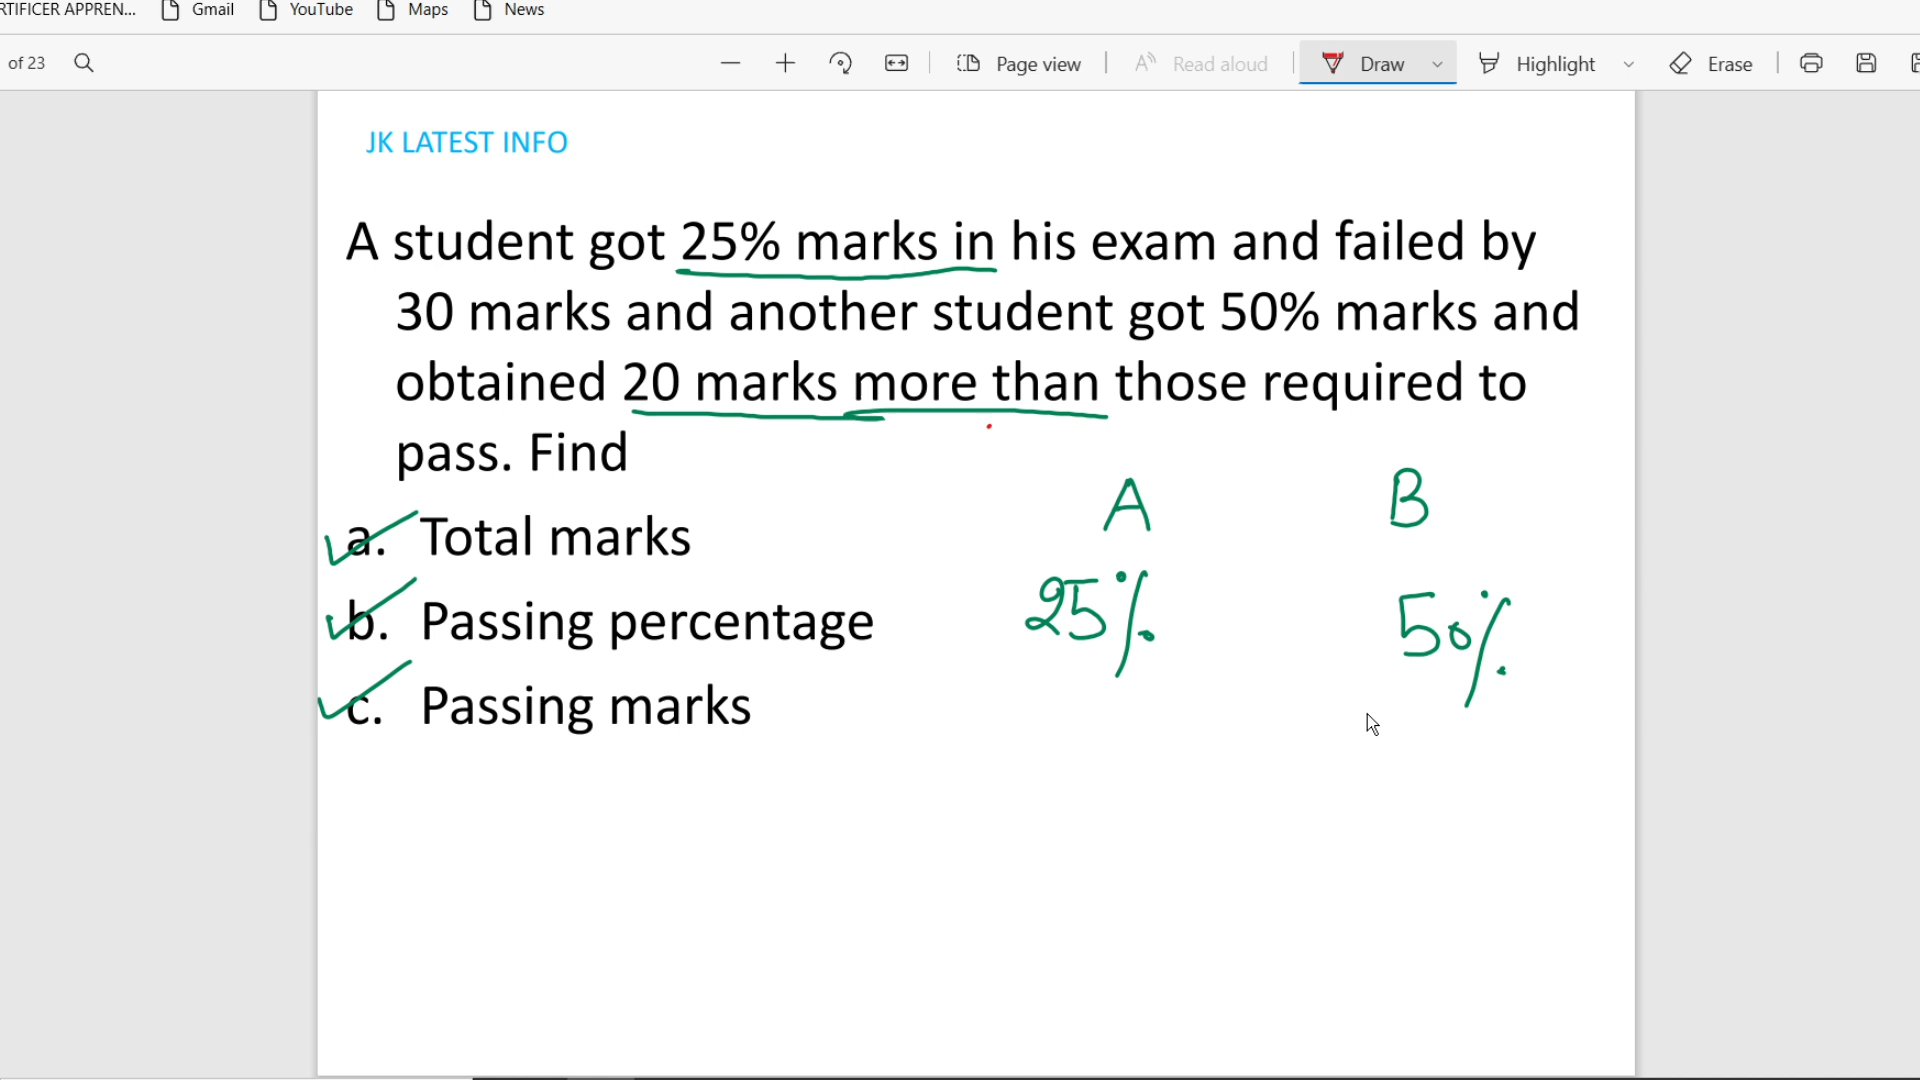 RTIFICER APPREN... Gmail YouTube Maps News
of 23 Page view Read aloud Draw Highlight Erase
JK LATEST INFO
A student got 25% marks in his exam and failed by
30 marks and another student got 50% marks and
obtained 20 marks more than those required to
pass. Find
A B
a. Total marks
25% 50%
b. Passing percentage
c. Passing marks